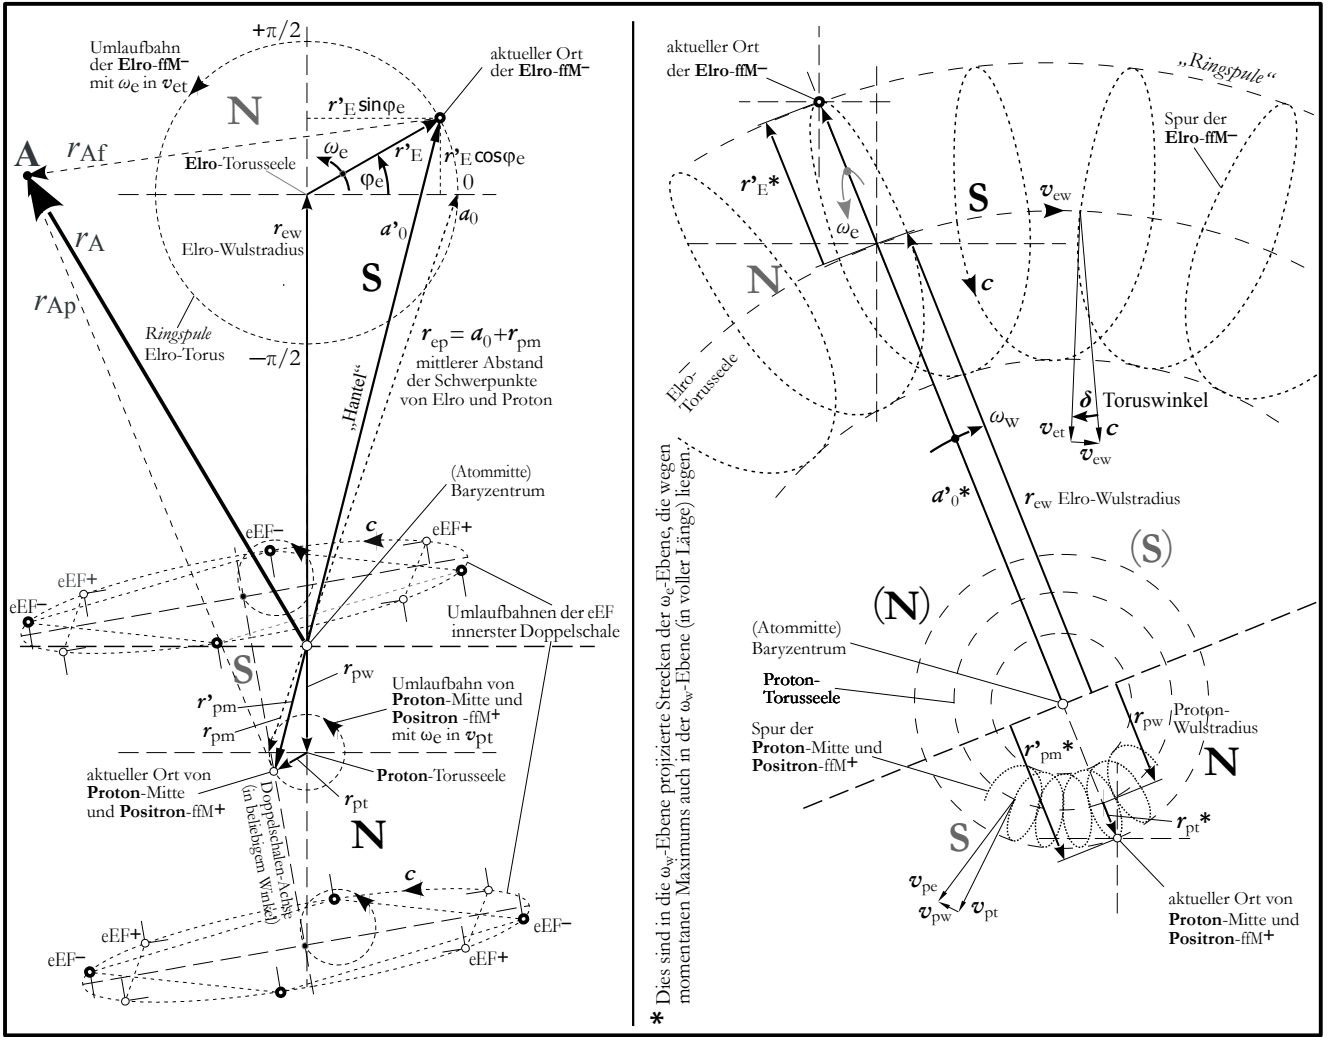 +π/2
Umlaufbahn
der Elro-ffM−
mit ωe in vet
aktueller Ort
der Elro-ffM−
N
r'E sinφe
A
rAf
ωe
Elro-Torusseele
r'E
r'E cosφe
φe
0
a0
rew
Elro-Wulstradius
a'0
rA
S
rAp
Ringspule
Elro-Torus
−π/2
rep = a0+rpm
mittlerer Abstand
der Schwerpunkte
von Elro und Proton
„Hantel“
(Atommitte)
Baryzentrum
eEF−
c
eEF+
eEF+
eEF−
Umlaufbahnen der eEF
innerster Doppelschale
S
rpw
r'pm
rpm
Umlaufbahn von
Proton-Mitte und
Positron -ffM+
mit ωe in vpt
aktueller Ort von
Proton-Mitte
und Positron-ffM+
Proton-Torusseele
rpt
Doppelschalen-Achse
(in beliebigem Winkel)
N
c
eEF+
eEF−
eEF−
eEF+
aktueller Ort
der Elro-ffM−
„Ringspule“
Spur der
Elro-ffM−
r'E*
ωe
S
vew
N
c
Elro-
Torusseele
δ Toruswinkel
vet
c
vew
ωw
a'0*
rew Elro-Wulstradius
(S)
(N)
(Atommitte)
Baryzentrum
Proton-
Torusseele
Spur der
Proton-Mitte und
Positron-ffM+
rpw
Proton-
Wulstradius
r'pm*
N
S
rpt*
vpe
vpw
vpt
aktueller Ort von
Proton-Mitte und
Positron-ffM+
* Dies sind in die ωw-Ebene projizierte Strecken der ωe-Ebene, die wegen
momentanen Maximums auch in der ωw-Ebene (in voller Länge) liegen.